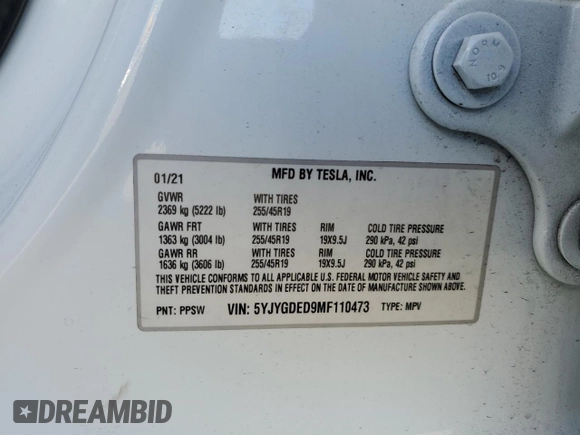 NORM
10.9
01/21 MFD BY TESLA, INC.
GVWR WITH TIRES
2369 kg (5222 lb) 255/45R19
GAWR FRT WITH TIRES RIM COLD TIRE PRESSURE
1363 kg (3004 lb) 255/45R19 19X9.5J 290 kPa, 42 psi
GAWR RR WITH TIRES RIM COLD TIRE PRESSURE
1636 kg (3606 lb) 255/45R19 19X9.5J 290 kPa, 42 psi
THIS VEHICLE CONFORMS TO ALL APPLICABLE U.S. FEDERAL MOTOR VEHICLE SAFETY AND
THEFT PREVENTION STANDARDS IN EFFECT ON THE DATE OF MANUFACTURE SHOWN ABOVE.
PNT: PPSW VIN: 5YJYGDED9MF110473 TYPE: MPV
DREAMBID